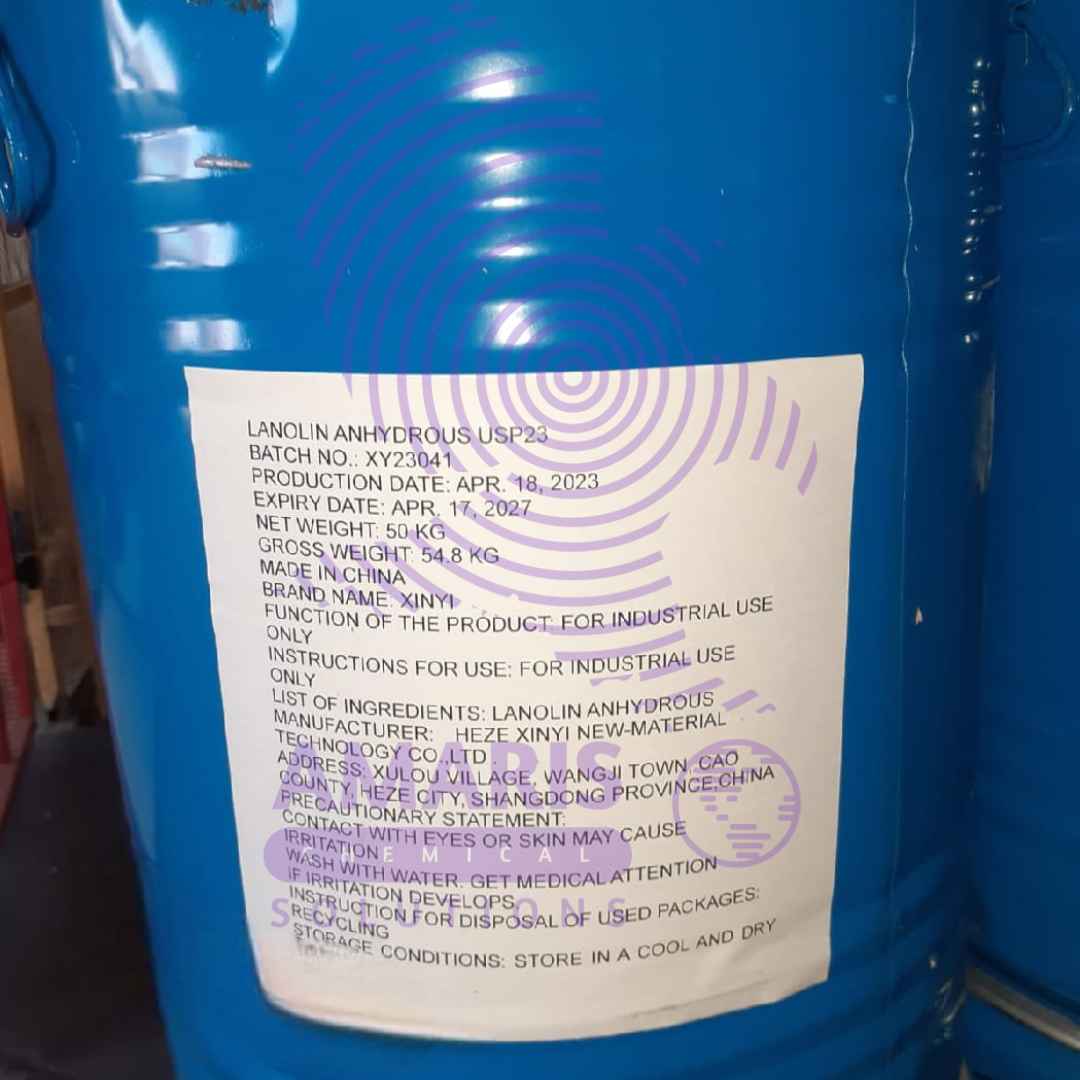 LANOLIN ANHYDROUS USP23
BATCH NO.: XY23041
PRODUCTION DATE: APR. 18, 2023
EXPIRY DATE: APR. 17, 2027
NET WEIGHT: 50 KG
GROSS WEIGHT: 54.8 KG
MADE IN CHINA
BRAND NAME: XINYI
FUNCTION OF THE PRODUCT: FOR INDUSTRIAL USE
ONLY
INSTRUCTIONS FOR USE: FOR INDUSTRIAL USE
ONLY
LIST OF INGREDIENTS: LANOLIN ANHYDROUS
MANUFACTURER: HEZE XINYI NEW-MATERIAL
TECHNOLOGY CO.,LTD
ADDRESS: XULOU VILLAGE, WANGJI TOWN, CAO
COUNTY, HEZE CITY, SHANGDONG PROVINCE,CHINA
PRECAUTIONARY STATEMENT:
CONTACT WITH EYES OR SKIN MAY CAUSE
IRRITATION
WASH WITH WATER. GET MEDICAL ATTENTION
IF IRRITATION DEVELOPS
INSTRUCTION FOR DISPOSAL OF USED PACKAGES:
RECYCLING
STORAGE CONDITIONS: STORE IN A COOL AND DRY
AMARIS
CHEMICAL
SOLUTIONS